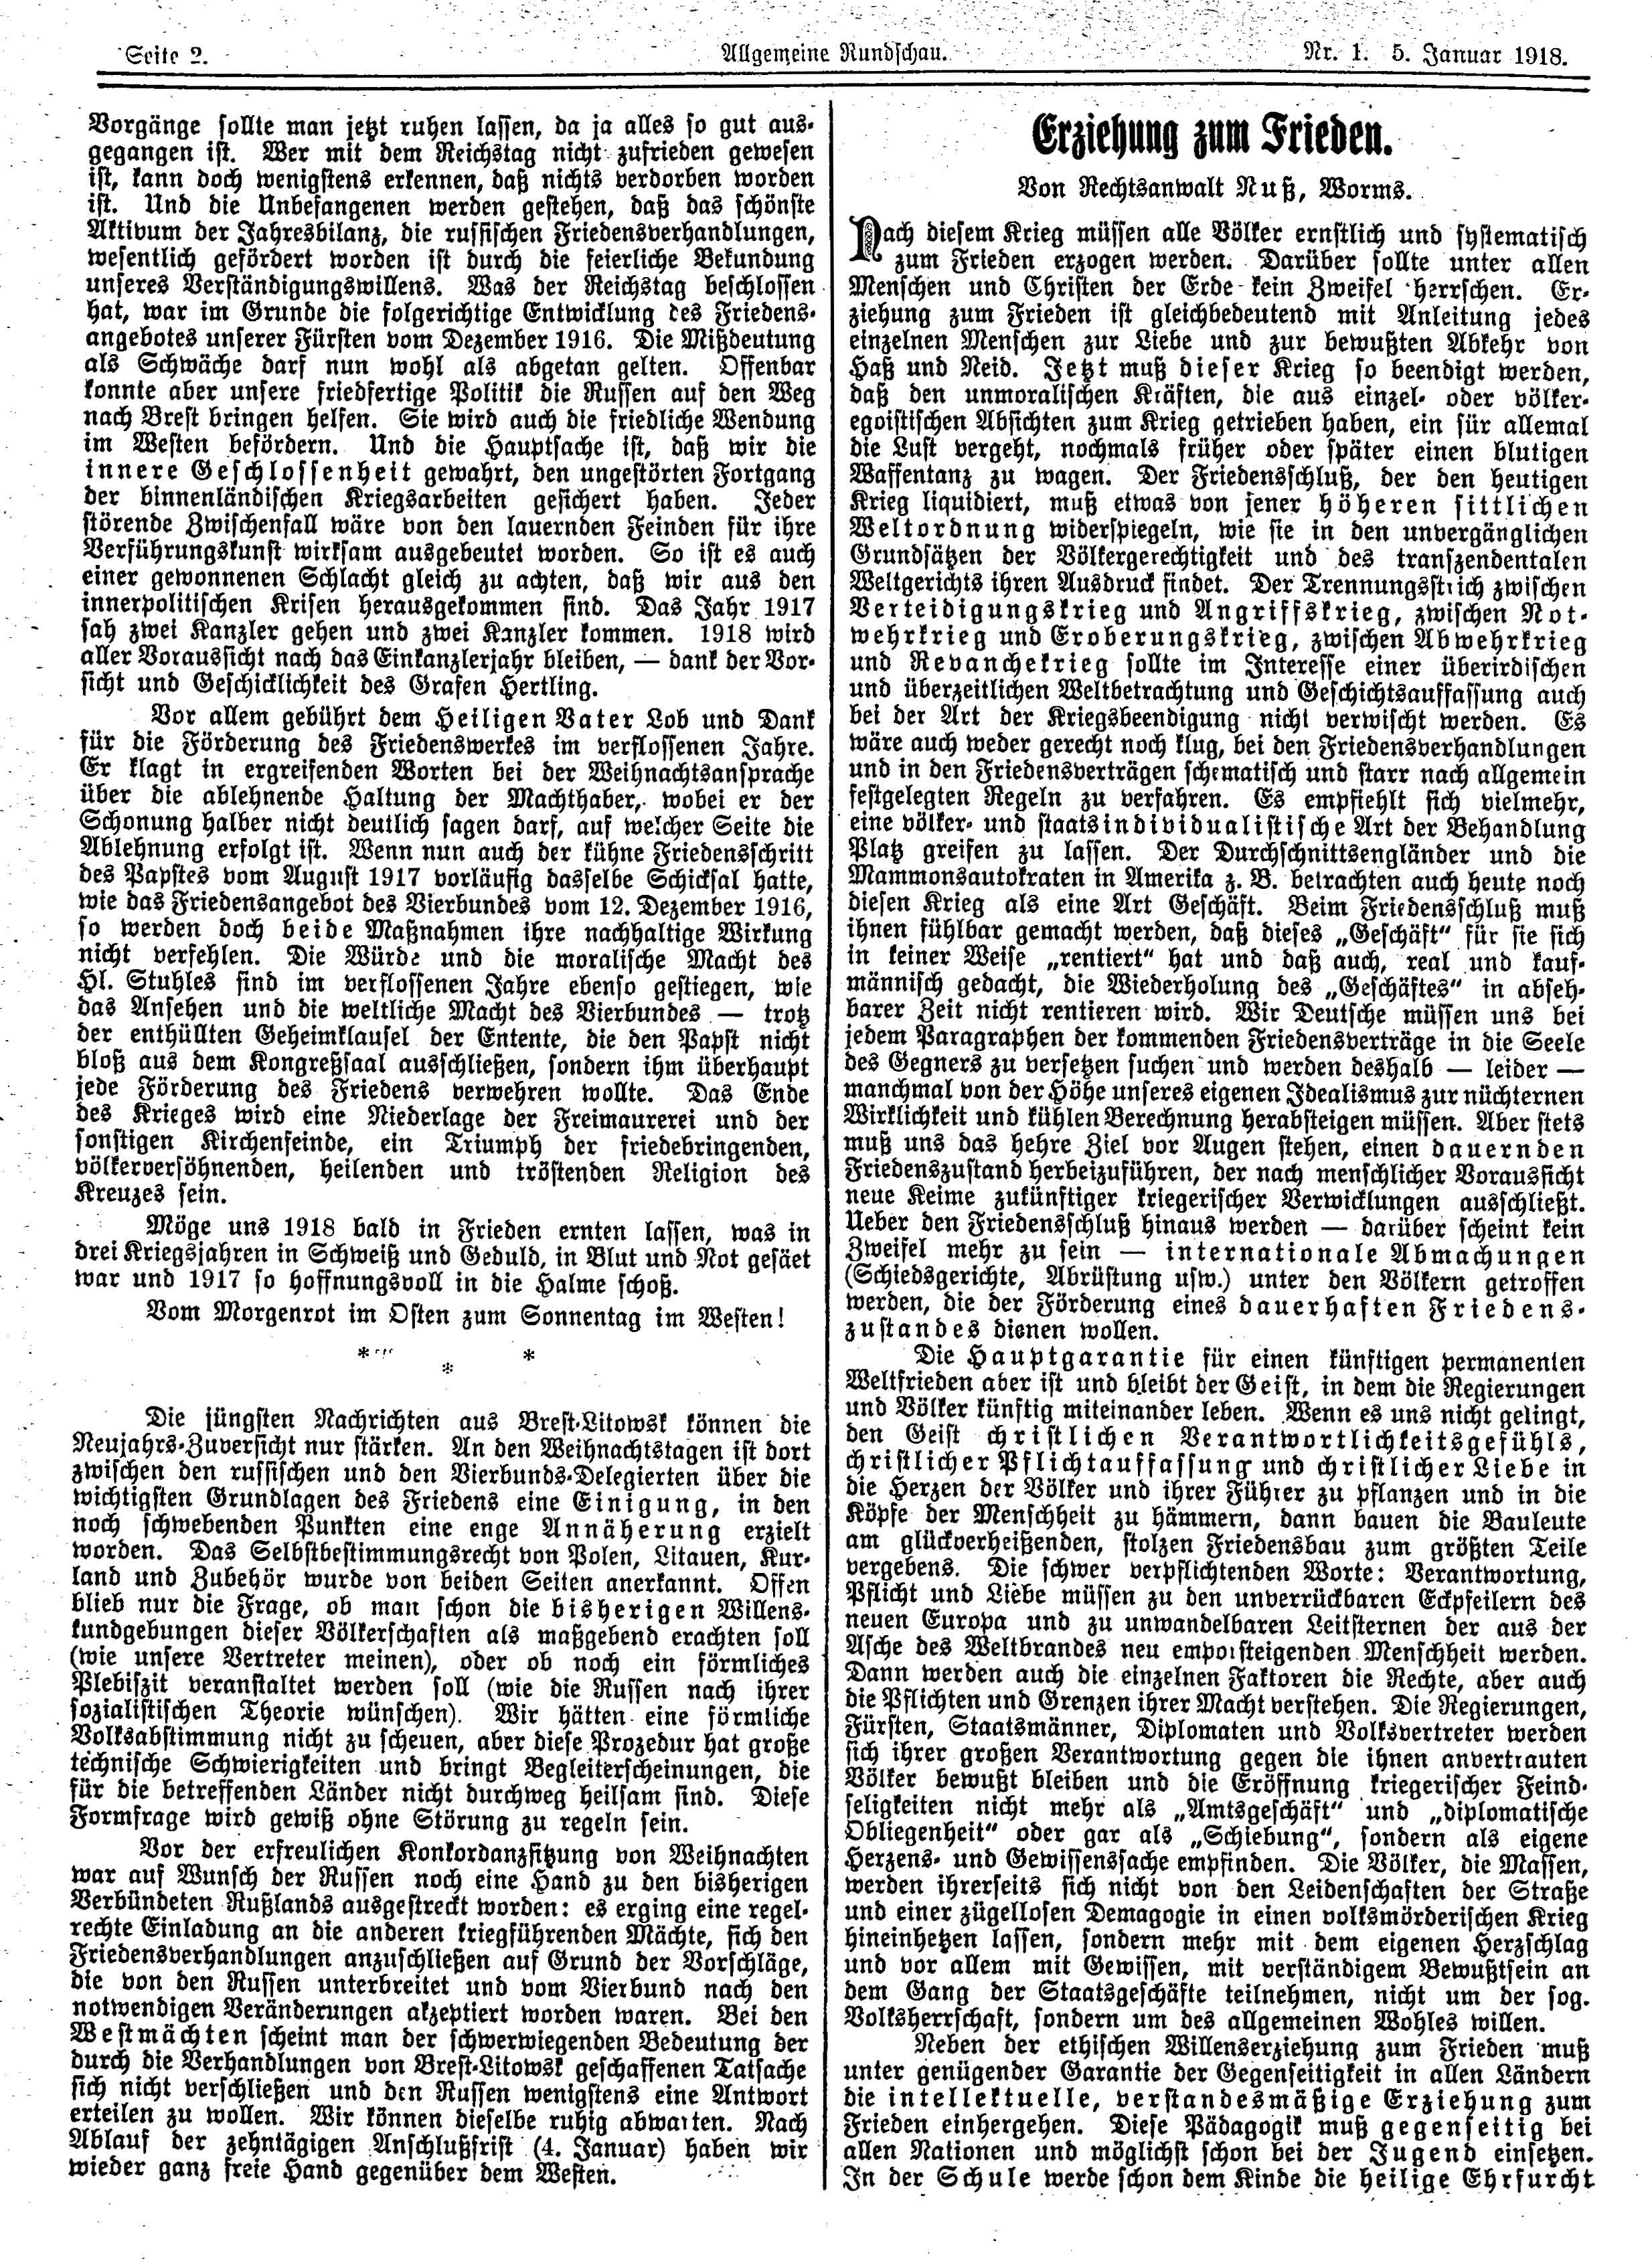 Seite 2.
Allgemeine Rundschau.
Nr. 1. 5. Januar 1918.
Vorgänge sollte man jetzt ruhen lassen, da ja alles so gut aus-
gegangen ist. Wer mit dem Reichstag nicht zufrieden gewesen
ist, kann doch wenigstens erkennen, daß nichts verdorben worden
ist. Und die Unbefangenen werden gestehen, daß das schönste
Aktivum der Jahresbilanz, die russischen Friedensverhandlungen,
wesentlich gefördert worden ist durch die feierliche Bekundung
unseres Verständigungswillens. Was der Reichstag beschlossen
hat, war im Grunde die folgerichtige Entwicklung des Friedens-
angebotes unserer Fürsten vom Dezember 1916. Die Mißdeutung
als Schwäche darf nun wohl als abgetan gelten. Offenbar
konnte aber unsere friedfertige Politik die Russen auf den Weg
nach Brest bringen helfen. Sie wird auch die friedliche Wendung
im Westen befördern. Und die Hauptsache ist, daß wir die
innere Geschlossenheit gewahrt, den ungestörten Fortgang
der binnenländischen Kriegsarbeiten gesichert haben. Jeder
störende Zwischenfall wäre von den lauernden Feinden für ihre
Verführungskunst wirksam ausgebeutet worden. So ist es auch
einer gewonnenen Schlacht gleich zu achten, daß wir aus den
innerpolitischen Krisen herausgekommen sind. Das Jahr 1917
sah zwei Kanzler gehen und zwei Kanzler kommen. 1918 wird
aller Voraussicht nach das Einkanzlerjahr bleiben, — dank der Vor-
sicht und Geschicklichkeit des Grafen Hertling.
Vor allem gebührt dem Heiligen Vater Lob und Dank
für die Förderung des Friedenswerkes im verflossenen Jahre.
Er klagt in ergreifenden Worten bei der Weihnachtsansprache
über die ablehnende Haltung der Machthaber, wobei er der
Schonung halber nicht deutlich sagen darf, auf welcher Seite die
Ablehnung erfolgt ist. Wenn nun auch der kühne Friedensschritt
des Papstes vom August 1917 vorläufig dasselbe Schicksal hatte,
wie das Friedensangebot des Vierbundes vom 12. Dezember 1916,
so werden doch beide Maßnahmen ihre nachhaltige Wirkung
nicht verfehlen. Die Würde und die moralische Macht des
Hl. Stuhles sind im verflossenen Jahre ebenso gestiegen, wie
das Ansehen und die weltliche Macht des Vierbundes — trotz
der enthüllten Geheimklausel der Entente, die den Papst nicht
bloß aus dem Kongreßsaal ausschließen, sondern ihm überhaupt
jede Förderung des Friedens verwehren wollte. Das Ende
des Krieges wird eine Niederlage der Freimaurerei und der
sonstigen Kirchenfeinde, ein Triumph der friedebringenden,
völkerversöhnenden, heilenden und tröstenden Religion des
Kreuzes sein.
Möge uns 1918 bald in Frieden ernten lassen, was in
drei Kriegsjahren in Schweiß und Geduld, in Blut und Not gesäet
war und 1917 so hoffnungsvoll in die Halme schoß.
Vom Morgenrot im Osten zum Sonnentag im Westen!
* * *
Die jüngsten Nachrichten aus Brest-Litowsk können die
Neujahrs-Zuversicht nur stärken. An den Weihnachtstagen ist dort
zwischen den russischen und den Vierbunds-Delegierten über die
wichtigsten Grundlagen des Friedens eine Einigung, in den
noch schwebenden Punkten eine enge Annäherung erzielt
worden. Das Selbstbestimmungsrecht von Polen, Litauen, Kur-
land und Zubehör wurde von beiden Seiten anerkannt. Offen
blieb nur die Frage, ob man schon die bisherigen Willens-
kundgebungen dieser Völkerschaften als maßgebend erachten soll
(wie unsere Vertreter meinen), oder ob noch ein förmliches
Plebiszit veranstaltet werden soll (wie die Russen nach ihrer
sozialistischen Theorie wünschen). Wir hätten eine förmliche
Volksabstimmung nicht zu scheuen, aber diese Prozedur hat große
technische Schwierigkeiten und bringt Begleiterscheinungen, die
für die betreffenden Länder nicht durchweg heilsam sind. Diese
Formfrage wird gewiß ohne Störung zu regeln sein.
Vor der erfreulichen Konkordanzsitzung von Weihnachten
war auf Wunsch der Russen noch eine Hand zu den bisherigen
Verbündeten Rußlands ausgestreckt worden: es erging eine regel-
rechte Einladung an die anderen kriegführenden Mächte, sich den
Friedensverhandlungen anzuschließen auf Grund der Vorschläge,
die von den Russen unterbreitet und vom Vierbund nach den
notwendigen Veränderungen akzeptiert worden waren. Bei den
Westmächten scheint man der schwerwiegenden Bedeutung der
durch die Verhandlungen von Brest-Litowsk geschaffenen Tatsache
sich nicht verschließen und den Russen wenigstens eine Antwort
erteilen zu wollen. Wir können dieselbe ruhig abwarten. Nach
Ablauf der zehntägigen Anschlußfrist (4. Januar) haben wir
wieder ganz freie Hand gegenüber dem Westen.
Erziehung zum Frieden.
Von Rechtsanwalt Nuß, Worms.
Nach diesem Krieg müssen alle Völker ernstlich und systematisch
zum Frieden erzogen werden. Darüber sollte unter allen
Menschen und Christen der Erde kein Zweifel herrschen. Er-
ziehung zum Frieden ist gleichbedeutend mit Anleitung jedes
einzelnen Menschen zur Liebe und zur bewußten Abkehr von
Haß und Neid. Jetzt muß dieser Krieg so beendigt werden,
daß den unmoralischen Kräften, die aus einzel- oder völker-
egoistischen Absichten zum Krieg getrieben haben, ein für allemal
die Lust vergeht, nochmals früher oder später einen blutigen
Waffentanz zu wagen. Der Friedensschluß, der den heutigen
Krieg liquidiert, muß etwas von jener höheren sittlichen
Weltordnung widerspiegeln, wie sie in den unvergänglichen
Grundsätzen der Völkergerechtigkeit und des transzendentalen
Weltgerichts ihren Ausdruck findet. Der Trennungsstrich zwischen
Verteidigungskrieg und Angriffskrieg, zwischen Not-
wehrkrieg und Eroberungskrieg, zwischen Abwehrkrieg
und Revanchekrieg sollte im Interesse einer überirdischen
und überzeitlichen Weltbetrachtung und Geschichtsauffassung auch
bei der Art der Kriegsbeendigung nicht verwischt werden. Es
wäre auch weder gerecht noch klug, bei den Friedensverhandlungen
und in den Friedensverträgen schematisch und starr nach allgemein
festgelegten Regeln zu verfahren. Es empfiehlt sich vielmehr,
eine völker- und staatsindividualistische Art der Behandlung
Platz greifen zu lassen. Der Durchschnittsengländer und die
Mammonsautokraten in Amerika z. B. betrachten auch heute noch
diesen Krieg als eine Art Geschäft. Beim Friedensschluß muß
ihnen fühlbar gemacht werden, daß dieses „Geschäft“ für sie sich
in keiner Weise „rentiert“ hat und daß auch, real und kauf-
männisch gedacht, die Wiederholung des „Geschäftes“ in abseh-
barer Zeit nicht rentieren wird. Wir Deutsche müssen uns bei
jedem Paragraphen der kommenden Friedensverträge in die Seele
des Gegners zu versetzen suchen und werden deshalb — leider —
manchmal von der Höhe unseres eigenen Idealismus zur nüchternen
Wirklichkeit und kühlen Berechnung herabsteigen müssen. Aber stets
muß uns das hehre Ziel vor Augen stehen, einen dauernden
Friedenszustand herbeizuführen, der nach menschlicher Voraussicht
neue Keime zukünftiger kriegerischer Verwicklungen ausschließt.
Ueber den Friedensschluß hinaus werden — darüber scheint kein
Zweifel mehr zu sein — internationale Abmachungen
(Schiedsgerichte, Abrüstung usw.) unter den Völkern getroffen
werden, die der Förderung eines dauerhaften Friedens-
zustandes dienen wollen.
Die Hauptgarantie für einen künftigen permanenten
Weltfrieden aber ist und bleibt der Geist, in dem die Regierungen
und Völker künftig miteinander leben. Wenn es uns nicht gelingt,
den Geist christlichen Verantwortlichkeitsgefühls,
christlicher Pflichtauffassung und christlicher Liebe in
die Herzen der Völker und ihrer Führer zu pflanzen und in die
Köpfe der Menschheit zu hämmern, dann bauen die Bauleute
am glückverheißenden, stolzen Friedensbau zum größten Teile
vergebens. Die schwer verpflichtenden Worte: Verantwortung,
Pflicht und Liebe müssen zu den unverrückbaren Eckpfeilern des
neuen Europa und zu unwandelbaren Leitsternen der aus der
Asche des Weltbrandes neu emporsteigenden Menschheit werden.
Dann werden auch die einzelnen Faktoren die Rechte, aber auch
die Pflichten und Grenzen ihrer Macht verstehen. Die Regierungen,
Fürsten, Staatsmänner, Diplomaten und Volksvertreter werden
sich ihrer großen Verantwortung gegen die ihnen anvertrauten
Völker bewußt bleiben und die Eröffnung kriegerischer Feind-
seligkeiten nicht mehr als „Amtsgeschäft“ und „diplomatische
Obliegenheit“ oder gar als „Schiebung“, sondern als eigene
Herzens- und Gewissenssache empfinden. Die Völker, die Massen,
werden ihrerseits sich nicht von den Leidenschaften der Straße
und einer zügellosen Demagogie in einen volksmörderischen Krieg
hineinhetzen lassen, sondern mehr mit dem eigenen Herzschlag
und vor allem mit Gewissen, mit verständigem Bewußtsein an
dem Gang der Staatsgeschäfte teilnehmen, nicht um der sog.
Volksherrschaft, sondern um des allgemeinen Wohles willen.
Neben der ethischen Willenserziehung zum Frieden muß
unter genügender Garantie der Gegenseitigkeit in allen Ländern
die intellektuelle, verstandesmäßige Erziehung zum
Frieden einhergehen. Diese Pädagogik muß gegenseitig bei
allen Nationen und möglichst schon bei der Jugend einsetzen.
In der Schule werde schon dem Kinde die heilige Ehrfurcht